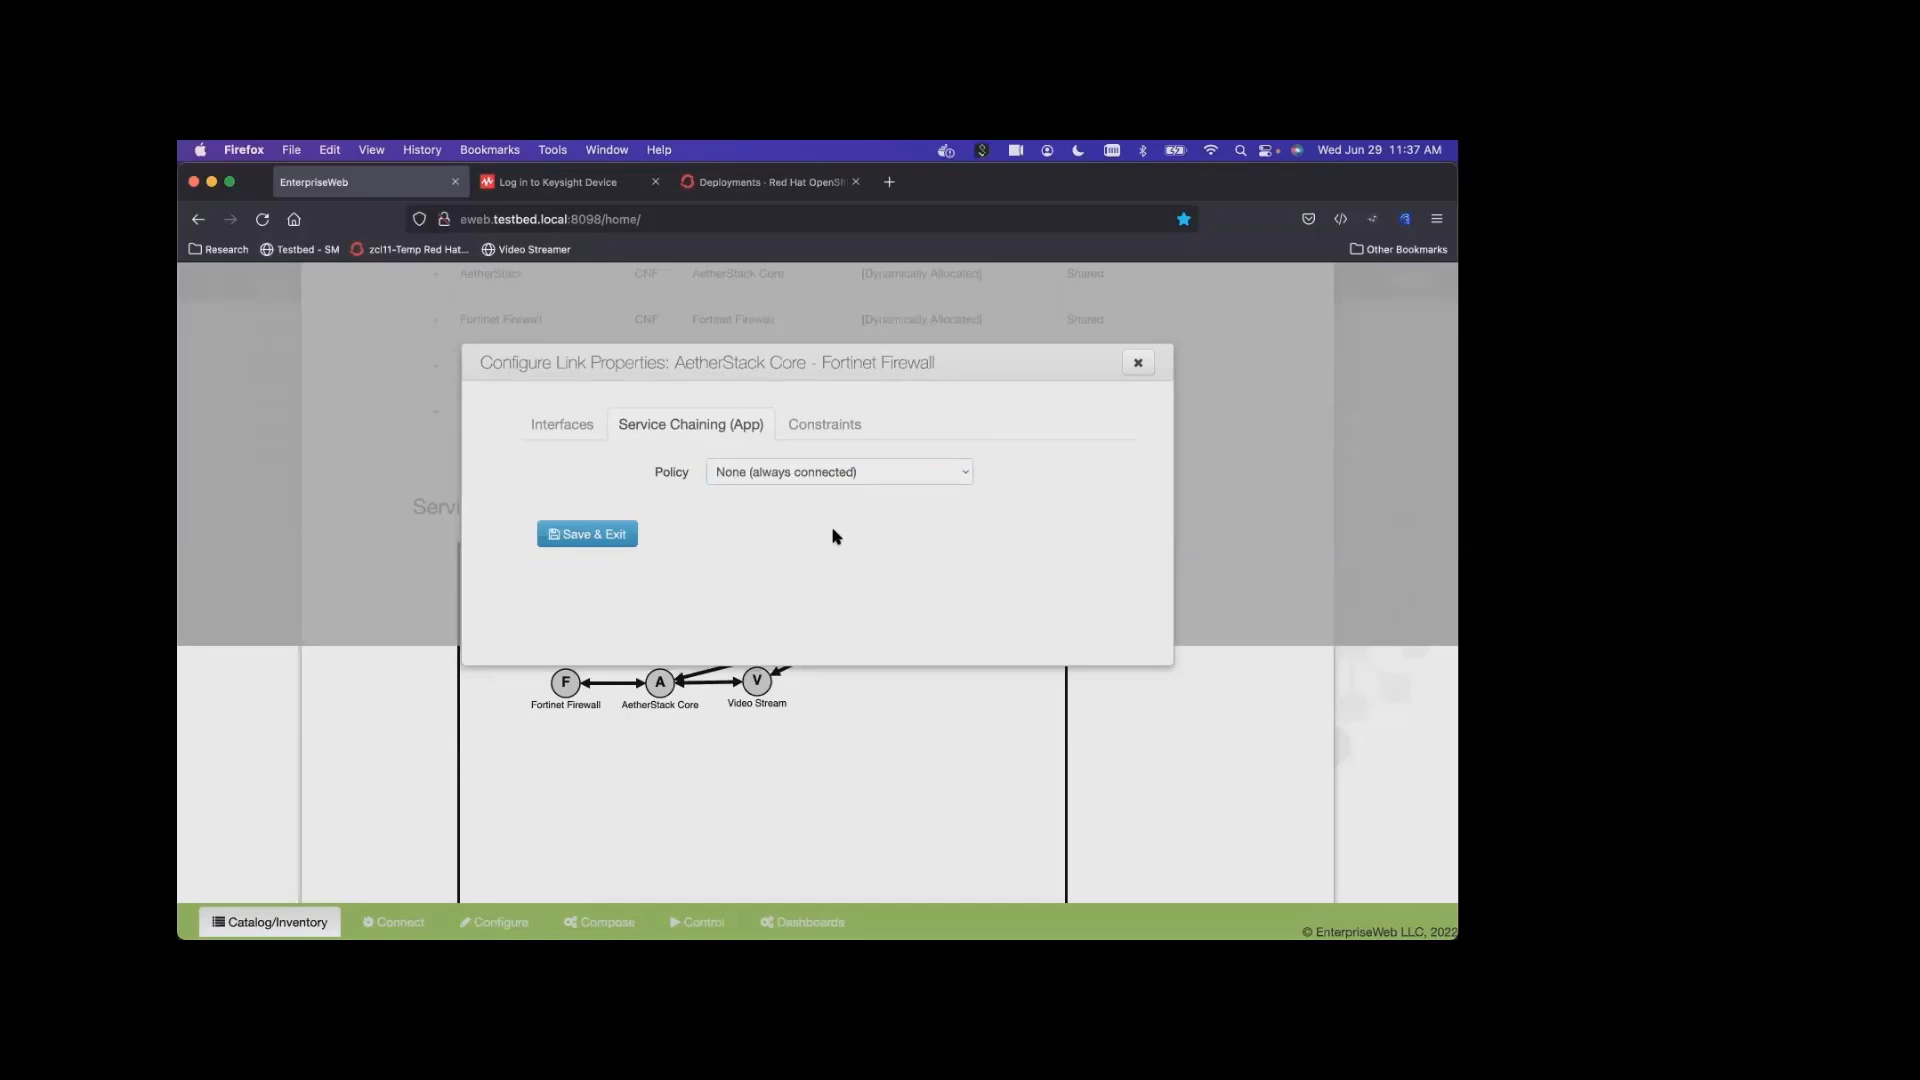 Firefox File Edit View History Bookmarks Tools Window Help Wed Jun 29 11:37 AM
EnterpriseWeb Log in to Keysight Device Deployments - Red Hat OpenShi
eweb.testbed.local:8098/home/
Research Testbed - SM zcl11-Temp Red Hat... Video Streamer Other Bookmarks
AetherStack CNF AetherStack Core [Dynamically Allocated] Shared
Fortinet Firewall CNF Fortinet Firewall [Dynamically Allocated] Shared
Configure Link Properties: AetherStack Core - Fortinet Firewall
Interfaces Service Chaining (App) Constraints
Policy None (always connected)
Servi
Save & Exit
F A V
Fortinet Firewall AetherStack Core Video Stream
Catalog/Inventory Connect Configure Compose Control Dashboards
© EnterpriseWeb LLC, 2022